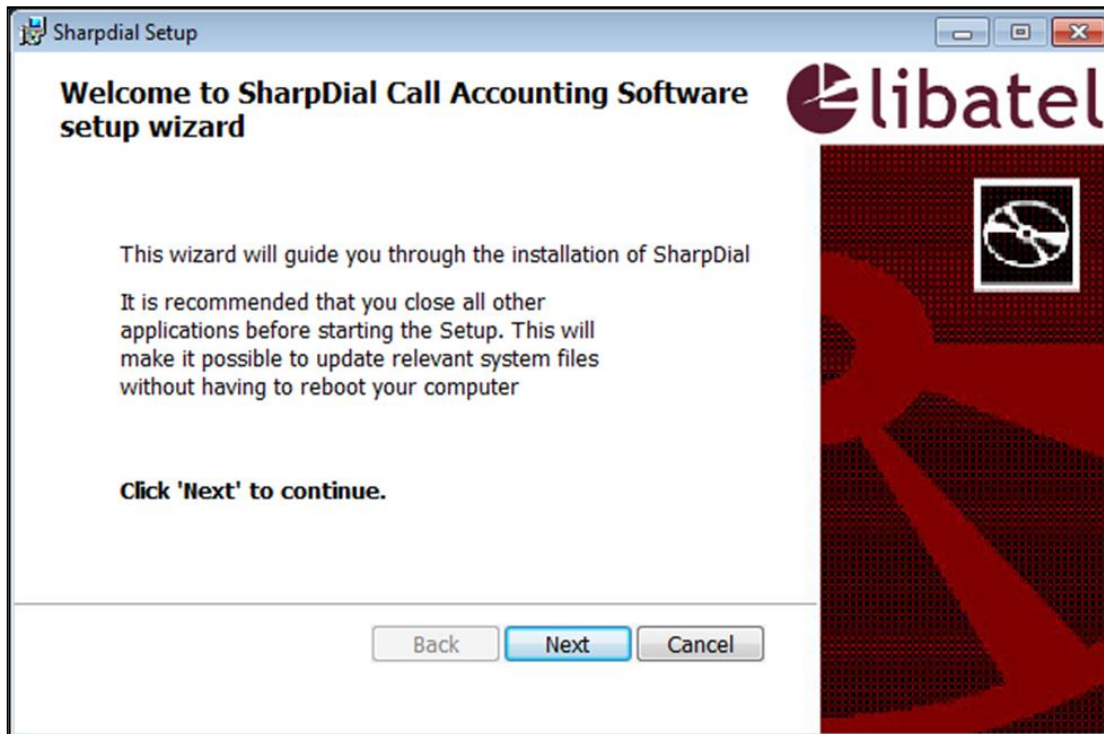 Sharpdial Setup
Welcome to SharpDial Call Accounting Software
setup wizard
libatel
This wizard will guide you through the installation of SharpDial
It is recommended that you close all other
applications before starting the Setup. This will
make it possible to update relevant system files
without having to reboot your computer
Click 'Next' to continue.
Back Next Cancel